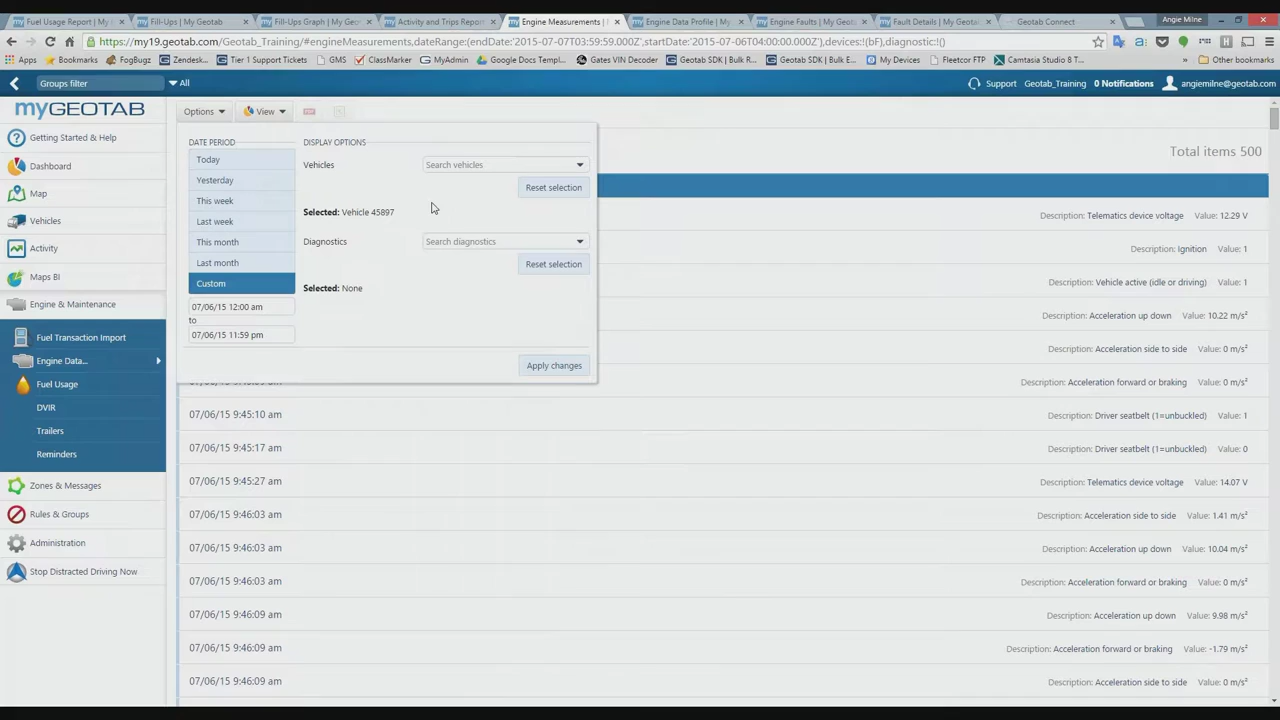 Fuel Usage Report | My G
Fill-Ups | My Geotab
Fill-Ups Graph | My Geo
Activity and Trips Report
Engine Measurements |
Engine Data Profile | My
Engine Faults | My Geota
Fault Details | My Geotab
Geotab Connect
Angie Milne
https://my19.geotab.com/Geotab_Training/#engineMeasurements,dateRange:(endDate:'2015-07-07T03:59:59.000Z',startDate:'2015-07-06T04:00:00.000Z'),devices:!(bF),diagnostic:!()
Apps Bookmarks FogBugz Zendesk... Tier 1 Support Tickets GMS ClassMarker MyAdmin Google Docs Templ... Gates VIN Decoder Geotab SDK | Bulk R... Geotab SDK | Bulk E... My Devices Fleetcor FTP Camtasia Studio 8 T... » Other bookmarks
Groups filter All Support Geotab_Training 0 Notifications angiemilne@geotab.com
myGEOTAB
Getting Started & Help
Dashboard
Map
Vehicles
Activity
Maps BI
Engine & Maintenance
Fuel Transaction Import
Engine Data...
Fuel Usage
DVIR
Trailers
Reminders
Zones & Messages
Rules & Groups
Administration
Stop Distracted Driving Now
Options View
DATE PERIOD
Today
Yesterday
This week
Last week
This month
Last month
Custom
07/06/15 12:00 am
to
07/06/15 11:59 pm
DISPLAY OPTIONS
Vehicles Search vehicles
Reset selection
Selected: Vehicle 45897
Diagnostics Search diagnostics
Reset selection
Selected: None
Apply changes
Total items 500
Description: Telematics device voltage Value: 12.29 V
Description: Ignition Value: 1
Description: Vehicle active (idle or driving) Value: 1
Description: Acceleration up down Value: 10.22 m/s²
Description: Acceleration side to side Value: 0 m/s²
Description: Acceleration forward or braking Value: 0 m/s²
07/06/15 9:45:10 am Description: Driver seatbelt (1=unbuckled) Value: 1
07/06/15 9:45:17 am Description: Driver seatbelt (1=unbuckled) Value: 0
07/06/15 9:45:27 am Description: Telematics device voltage Value: 14.07 V
07/06/15 9:46:03 am Description: Acceleration side to side Value: 1.41 m/s²
07/06/15 9:46:03 am Description: Acceleration up down Value: 10.04 m/s²
07/06/15 9:46:03 am Description: Acceleration forward or braking Value: 0 m/s²
07/06/15 9:46:09 am Description: Acceleration up down Value: 9.98 m/s²
07/06/15 9:46:09 am Description: Acceleration forward or braking Value: -1.79 m/s²
07/06/15 9:46:09 am Description: Acceleration side to side Value: 0 m/s²